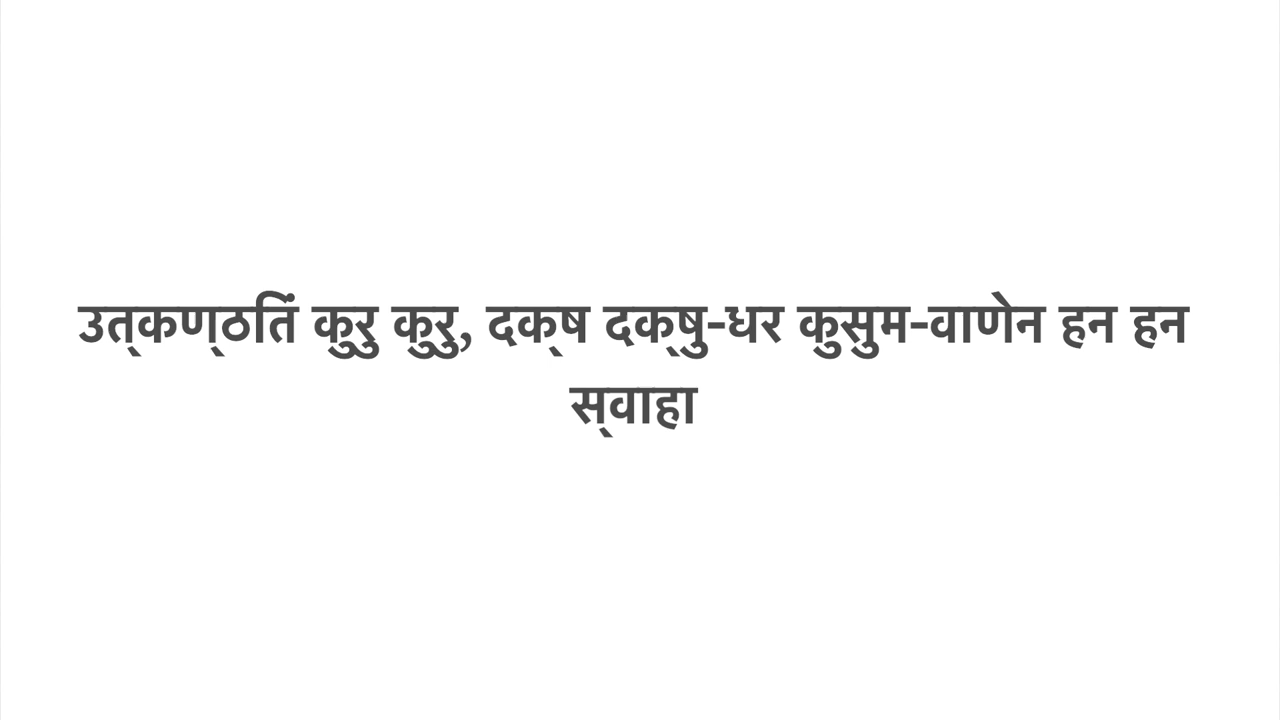 उत्‌कण्‌ठतिं कुरु कुरु, दक्‌ष दक्‌षु-धर कुसुम-वाणेन हन हन
स्‌वाहा